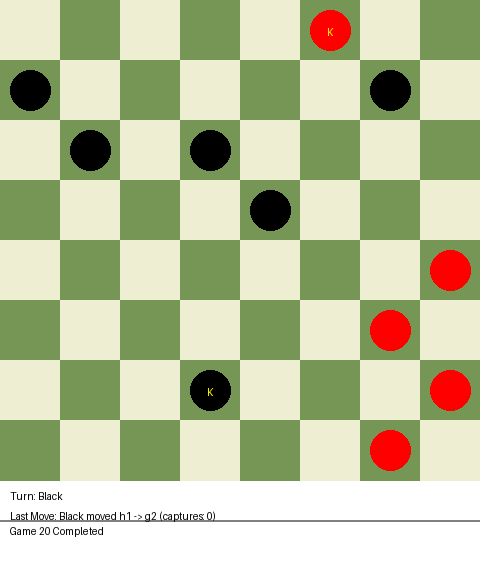 K
K
Turn: Black
Last Move: Black moved h1 -> g2 (captures: 0)
Game 20 Completed